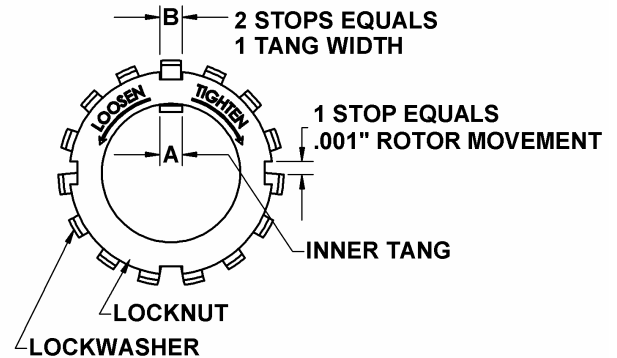 B
2 STOPS EQUALS
1 TANG WIDTH
LOOSEN
TIGHTEN
1 STOP EQUALS
.001" ROTOR MOVEMENT
A
INNER TANG
LOCKNUT
LOCKWASHER